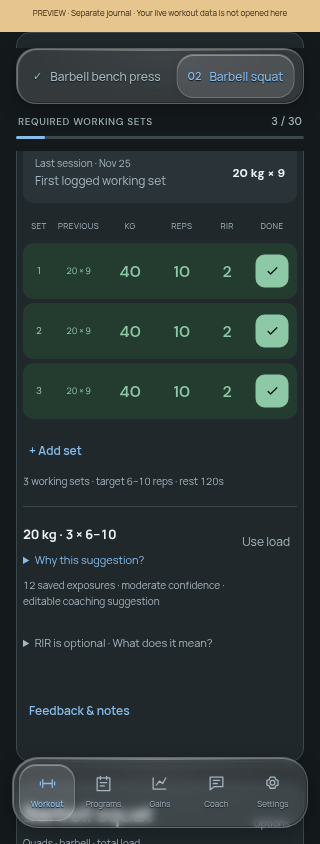 PREVIEW · Separate journal · Your live workout data is not opened here
✓ Barbell bench press 02 Barbell squat
REQUIRED WORKING SETS 3 / 30
Last session · Nov 25
First logged working set 20 kg × 9
SET PREVIOUS KG REPS RIR DONE
1 20 × 9 40 10 2 ✓
2 20 × 9 40 10 2 ✓
3 20 × 9 40 10 2 ✓
+ Add set
3 working sets · target 6–10 reps · rest 120s
20 kg · 3 × 6–10
Use load
▶ Why this suggestion?
12 saved exposures · moderate confidence ·
editable coaching suggestion
▶ RIR is optional · What does it mean?
Feedback & notes
Workout Programs Gains Coach Settings
Options
Quads · barbell · total load